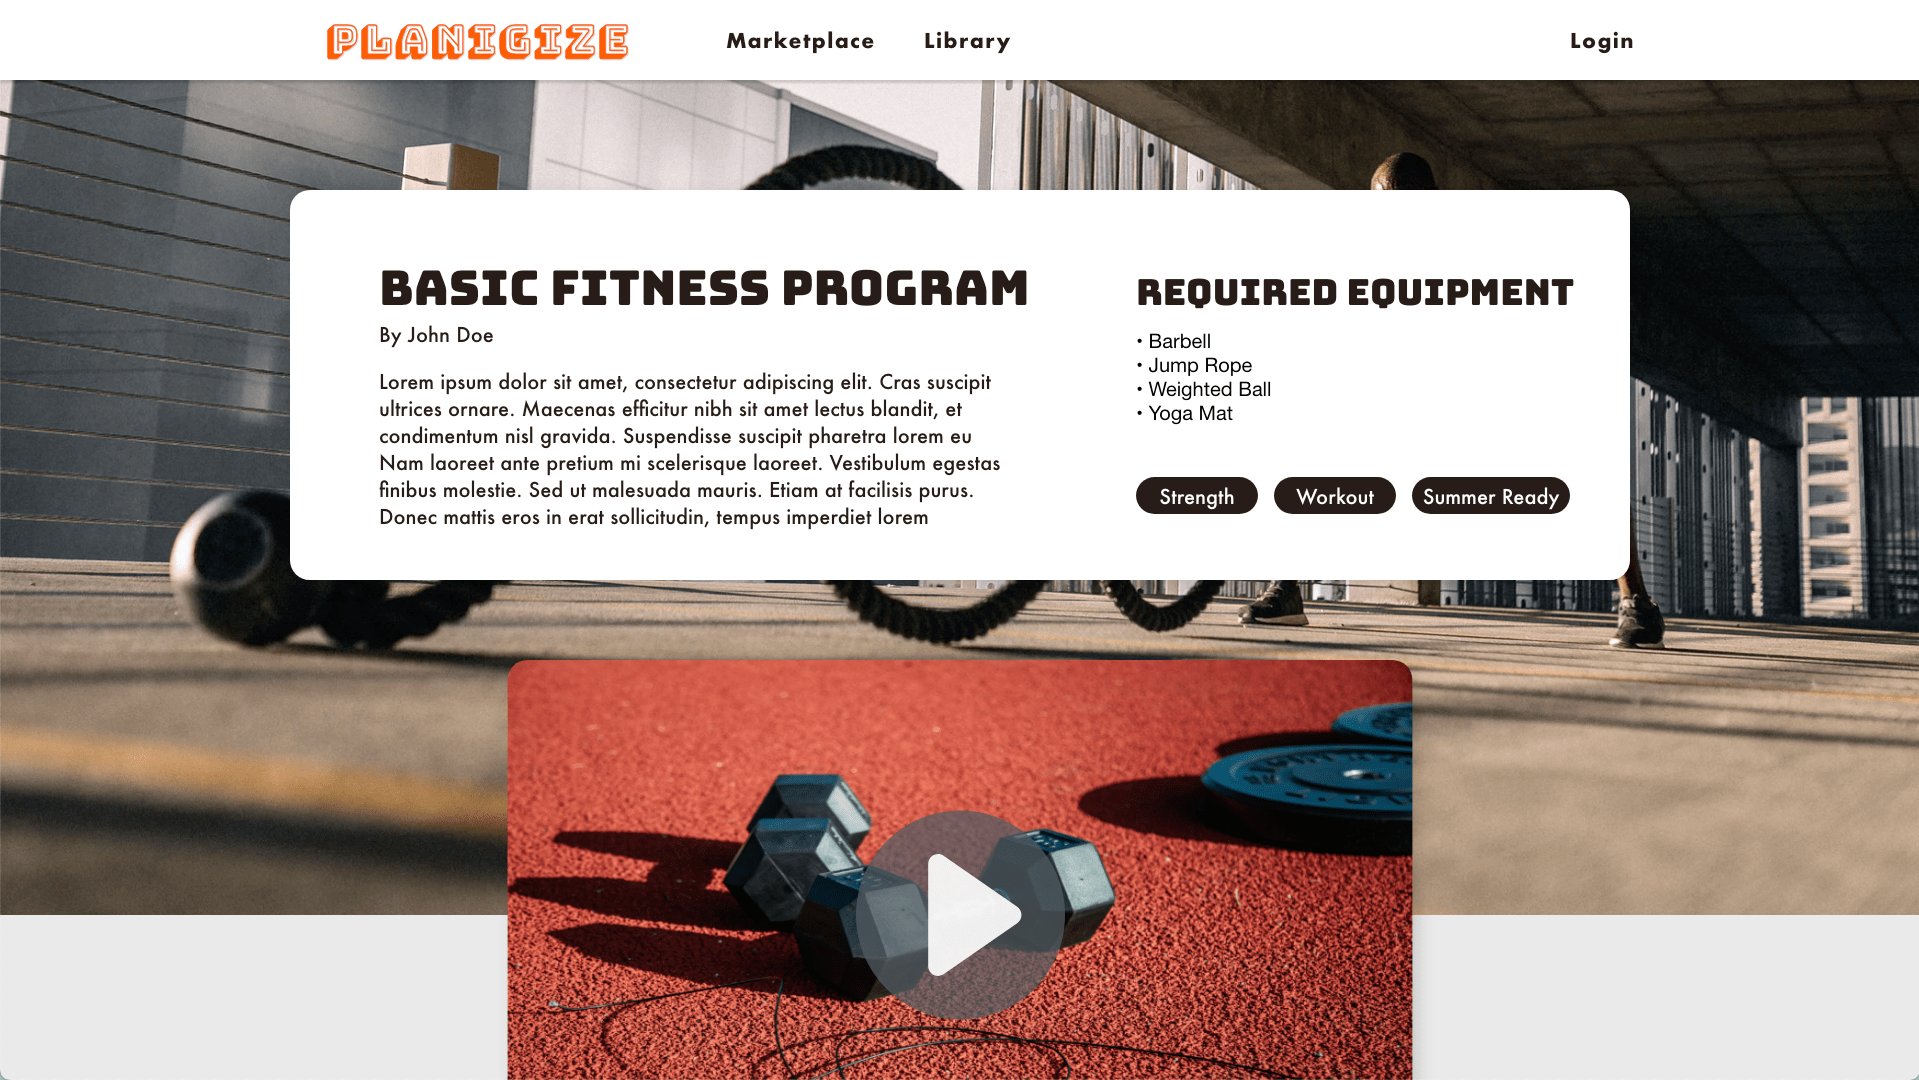 PLANIGIZE
Marketplace
Library
Login
BASIC FITNESS PROGRAM
By John Doe
Lorem ipsum dolor sit amet, consectetur adipiscing elit. Cras suscipit
ultrices ornare. Maecenas efficitur nibh sit amet lectus blandit, et
condimentum nisl gravida. Suspendisse suscipit pharetra lorem eu
Nam laoreet ante pretium mi scelerisque laoreet. Vestibulum egestas
finibus molestie. Sed ut malesuada mauris. Etiam at facilisis purus.
Donec mattis eros in erat sollicitudin, tempus imperdiet lorem
REQUIRED EQUIPMENT
• Barbell
• Jump Rope
• Weighted Ball
• Yoga Mat
Strength
Workout
Summer Ready